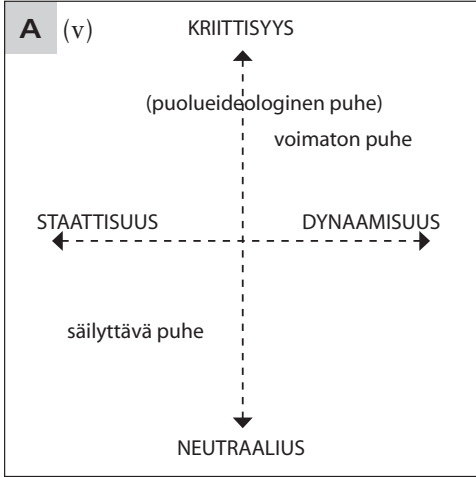 A (v)
KRIITTISYYS
(puolueideologinen puhe)
voimaton puhe
STAATTISUUS DYNAAMISUUS
säilyttävä puhe
NEUTRAALIUS